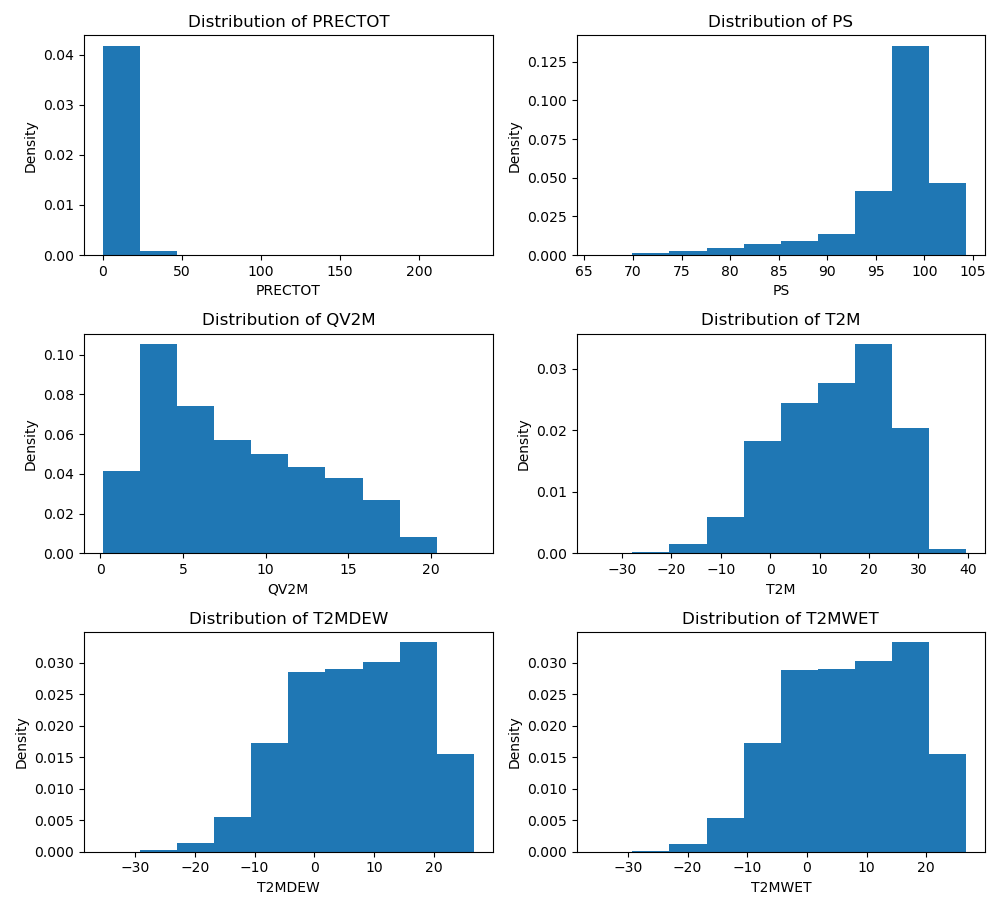 Distribution of PRECTOT
Density
0.04
0.03
0.02
0.01
0.00
0 50 100 150 200
PRECTOT
Distribution of PS
Density
0.125
0.100
0.075
0.050
0.025
0.000
65 70 75 80 85 90 95 100 105
PS
Distribution of QV2M
Density
0.10
0.08
0.06
0.04
0.02
0.00
0 5 10 15 20
QV2M
Distribution of T2M
Density
0.03
0.02
0.01
0.00
−30 −20 −10 0 10 20 30 40
T2M
Distribution of T2MDEW
Density
0.030
0.025
0.020
0.015
0.010
0.005
0.000
−30 −20 −10 0 10 20
T2MDEW
Distribution of T2MWET
Density
0.030
0.025
0.020
0.015
0.010
0.005
0.000
−30 −20 −10 0 10 20
T2MWET